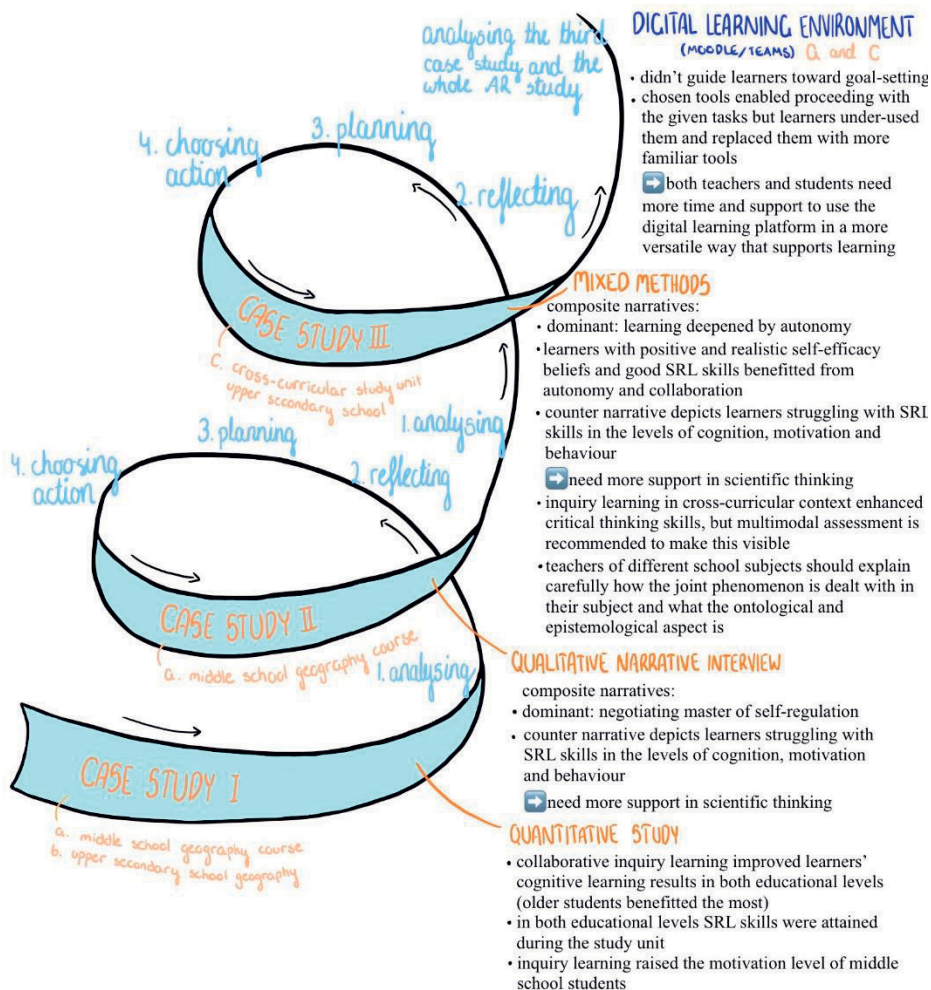 analysing the third
case study and the
whole AR study
3. planning
4. choosing
action
2. reflecting
CASE STUDY III
C. cross-curricular study unit
upper secondary school
1. analysing
3. planning
4. choosing
action
2. reflecting
CASE STUDY II
a. middle school geography course
1. analysing
CASE STUDY I
a. middle school geography course
b. upper secondary school geography
DIGITAL LEARNING ENVIRONMENT
(MOODLE/TEAMS) a and C
• didn't guide learners toward goal-setting
• chosen tools enabled proceeding with
the given tasks but learners under-used
them and replaced them with more
familiar tools
➡ both teachers and students need
more time and support to use the
digital learning platform in a more
versatile way that supports learning
MIXED METHODS
composite narratives:
• dominant: learning deepened by autonomy
• learners with positive and realistic self-efficacy
beliefs and good SRL skills benefitted from
autonomy and collaboration
• counter narrative depicts learners struggling with SRL
skills in the levels of cognition, motivation and
behaviour
➡ need more support in scientific thinking
• inquiry learning in cross-curricular context enhanced
critical thinking skills, but multimodal assessment is
recommended to make this visible
• teachers of different school subjects should explain
carefully how the joint phenomenon is dealt with in
their subject and what the ontological and
epistemological aspect is
QUALITATIVE NARRATIVE INTERVIEW
composite narratives:
• dominant: negotiating master of self-regulation
• counter narrative depicts learners struggling with
SRL skills in the levels of cognition, motivation
and behaviour
➡ need more support in scientific thinking
QUANTITATIVE STUDY
• collaborative inquiry learning improved learners'
cognitive learning results in both educational levels
(older students benefitted the most)
• in both educational levels SRL skills were attained
during the study unit
• inquiry learning raised the motivation level of middle
school students